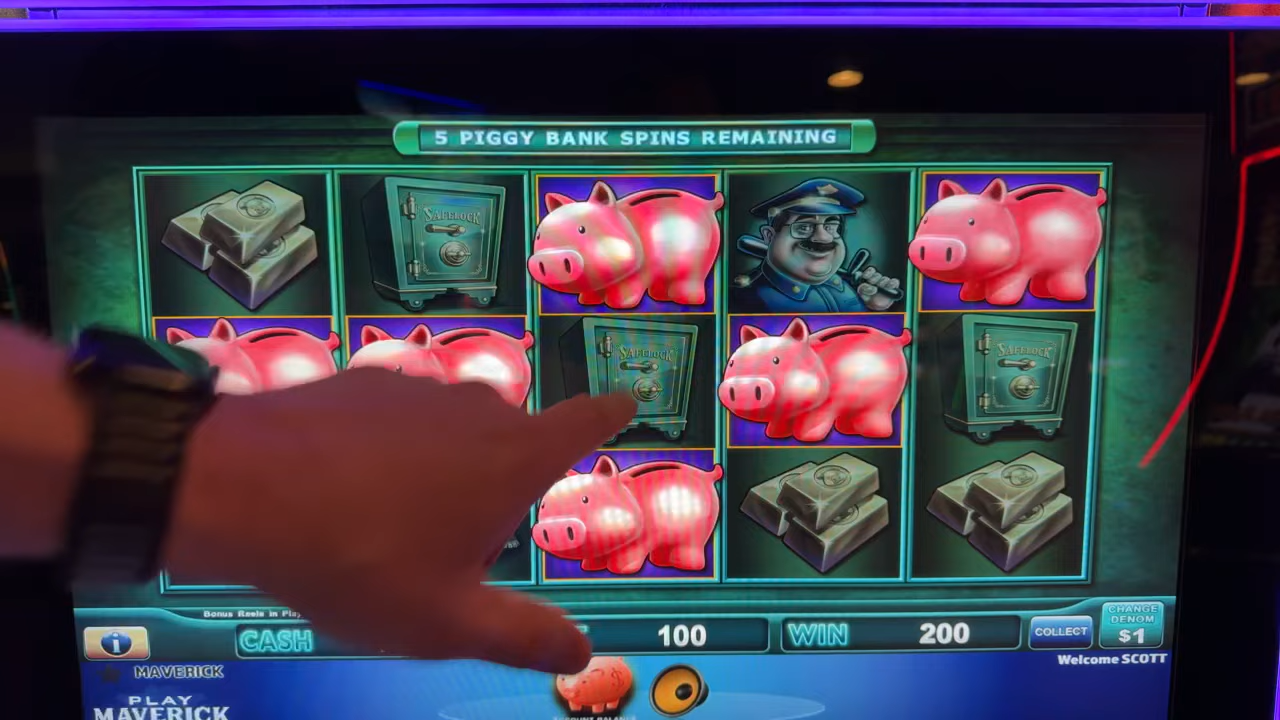 5 PIGGY BANK SPINS REMAINING
SAFELOCK
SAFELOCK
SAFELOCK
Bonus Reels in Play
CASH
100
WIN
200
COLLECT
CHANGE
DENOM
$1
Welcome SCOTT
MAVERICK
PLAY
MAVERICK